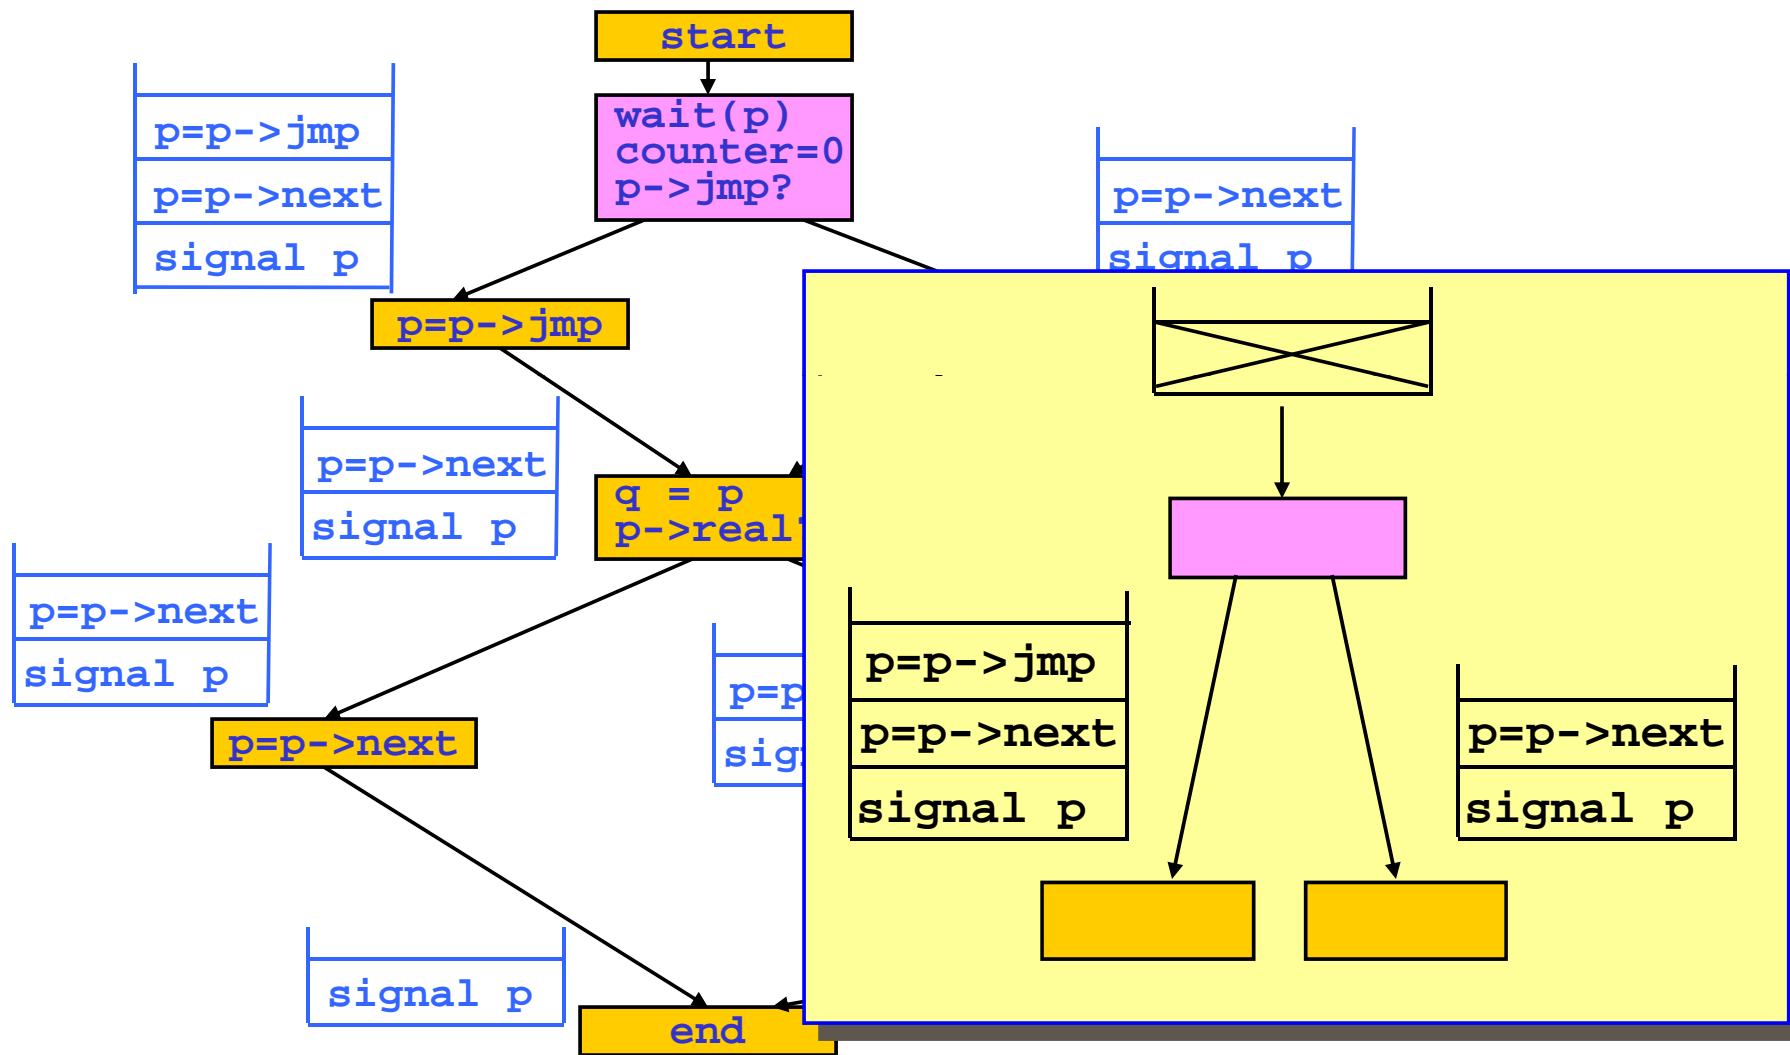 start
wait(p)
counter=0
p->jmp?
p=p->jmp
p=p->next
signal p
p=p->next
signal p
p=p->jmp
p=p->next
signal p
q = p
p->real?
p=p->next
signal p
p=p->next
signal p
end
p=p->jmp
p=p->next
signal p
p=p->next
signal p